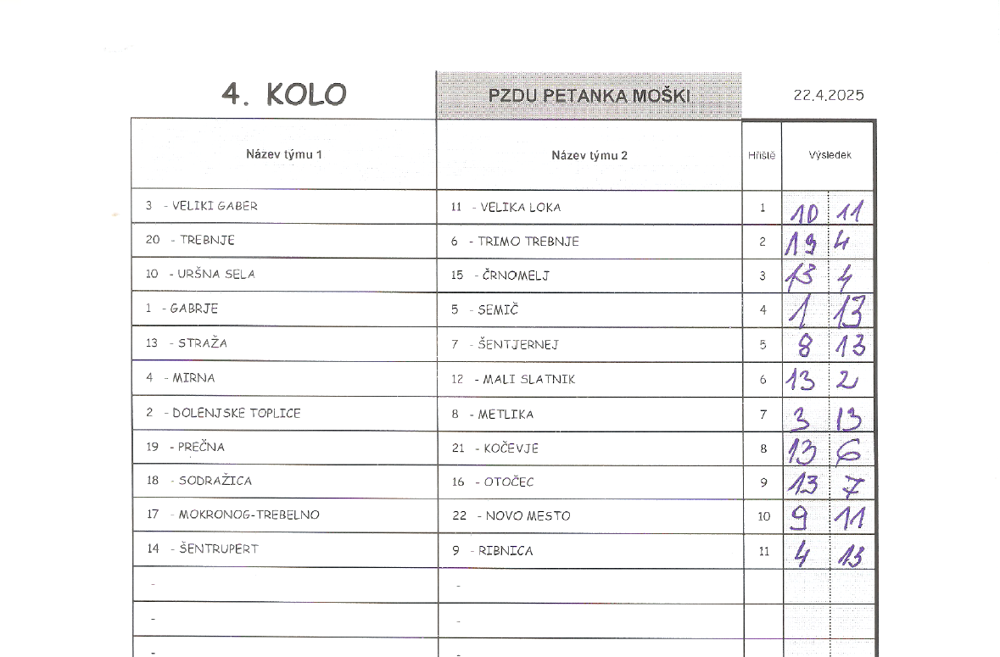 4. KOLO PZDU PETANKA MOŠKI 22.4.2025
Název týmu 1 Název týmu 2 Hřiště Výsledek
3 - VELIKI GABER 11 - VELIKA LOKA 1 10 11
20 - TREBNJE 6 - TRIMO TREBNJE 2 19 4
10 - URŠNA SELA 15 - ČRNOMELJ 3 13 4
1 - GABRJE 5 - SEMIČ 4 1 13
13 - STRAŽA 7 - ŠENTJERNEJ 5 8 13
4 - MIRNA 12 - MALI SLATNIK 6 13 2
2 - DOLENJSKE TOPLICE 8 - METLIKA 7 3 13
19 - PREČNA 21 - KOČEVJE 8 13 6
18 - SODRAŽICA 16 - OTOČEC 9 13 7
17 - MOKRONOG-TREBELNO 22 - NOVO MESTO 10 9 11
14 - ŠENTRUPERT 9 - RIBNICA 11 4 13
- -
- -
- -